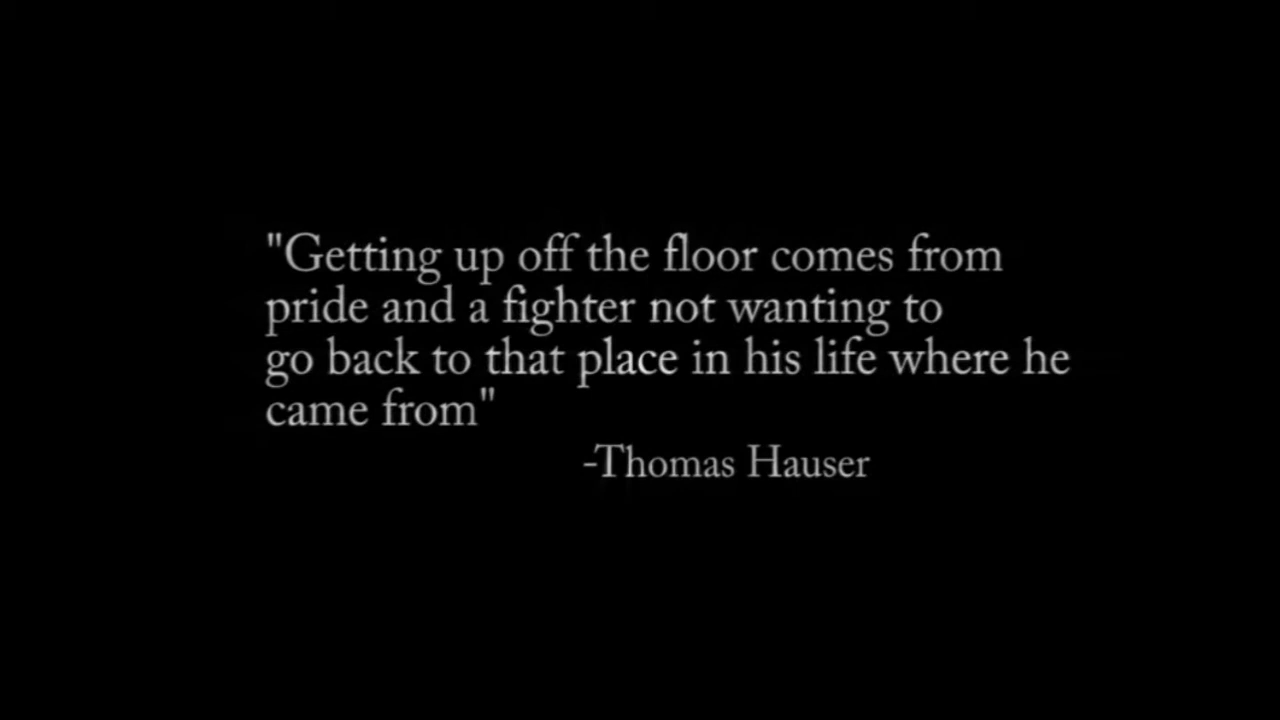 "Getting up off the floor comes from
pride and a fighter not wanting to
go back to that place in his life where he
came from"
-Thomas Hauser